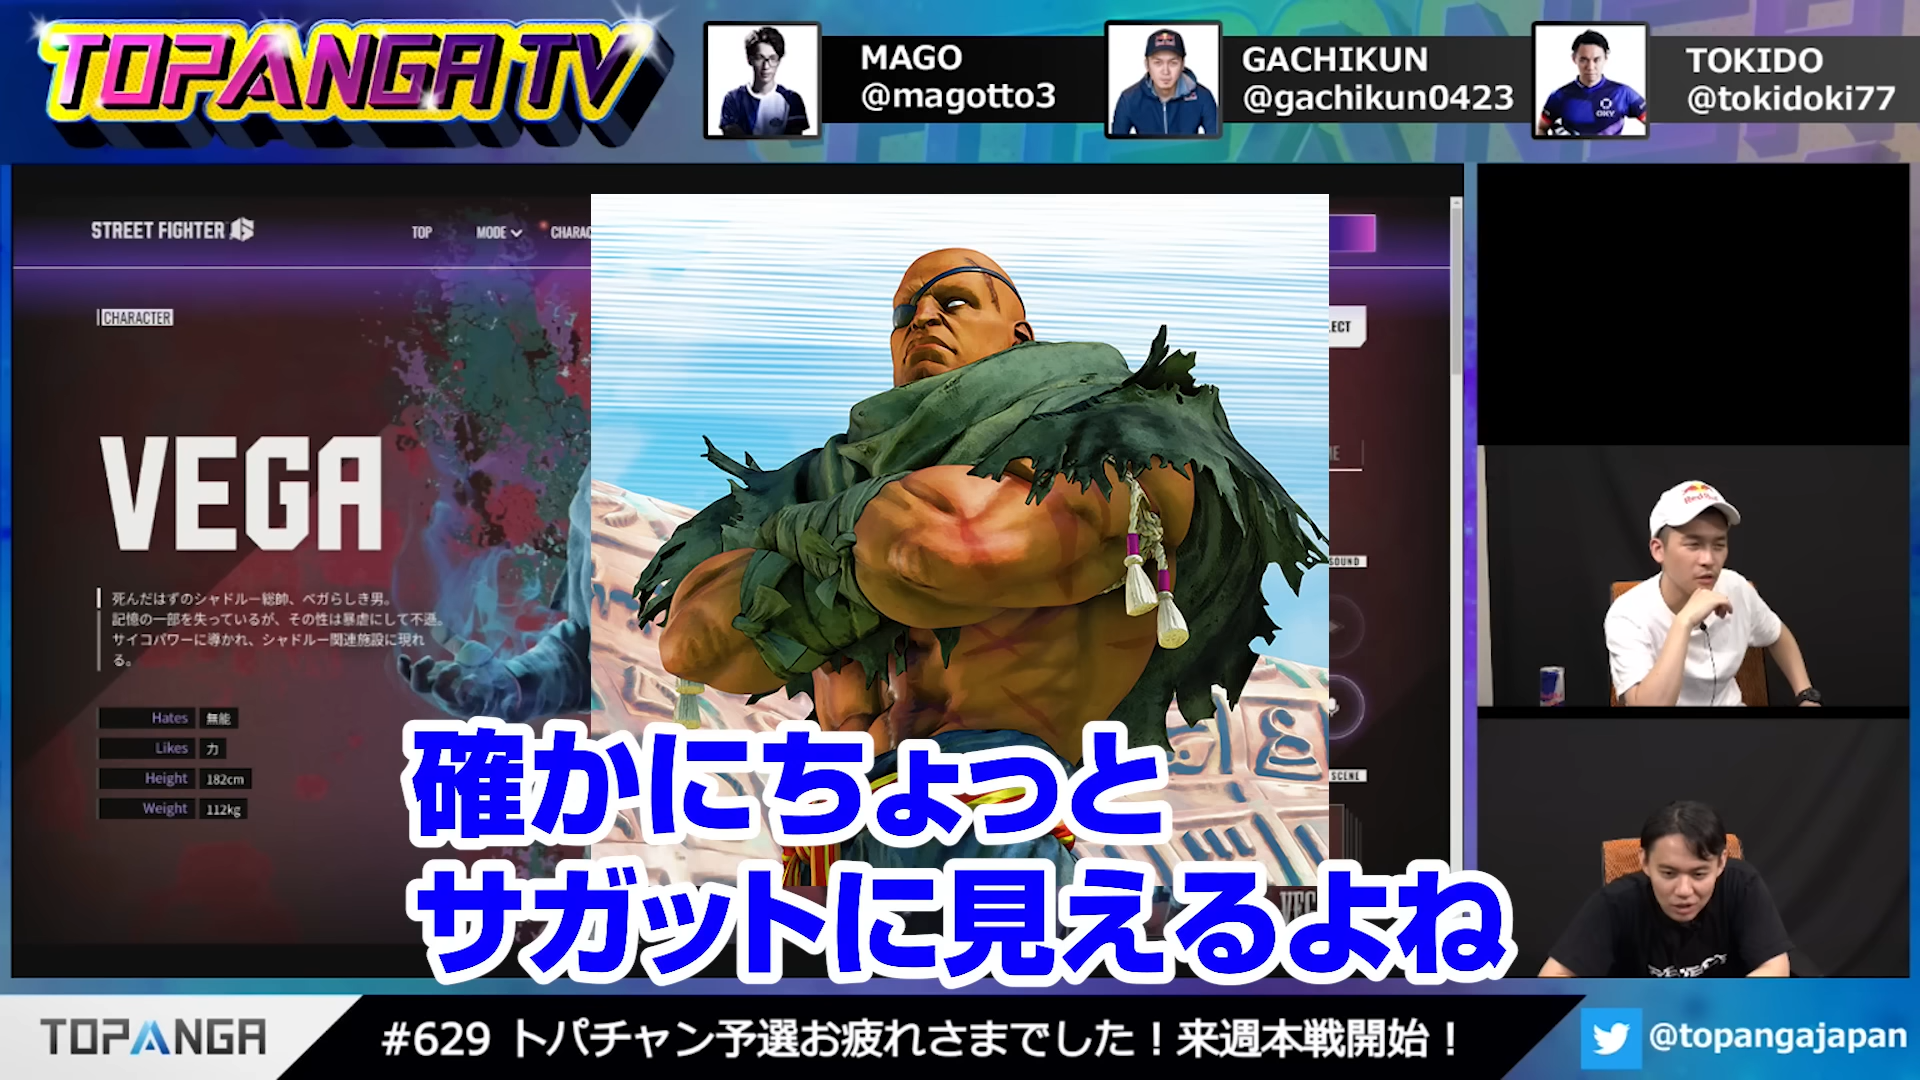 TOPANGA TV
MAGO
@magotto3
GACHIKUN
@gachikun0423
TOKIDO
@tokidoki77
STREET FIGHTER 6
TOP
MODE
CHARAC
CHARACTER
VEGA
死んだはずのシャドルー総帥、ベガらしき男。
記憶の一部を失っているが、その性は暴虐にして不遜。
サイコパワーに導かれ、シャドルー関連施設に現れ
る。
Hates 無能
Likes 力
Height 182cm
Weight 112kg
SOUND
SCENE
Red Bull
確かにちょっと
サガットに見えるよね
TOPANGA
#629 トパチャン予選お疲れさまでした！来週本戦開始！
@topangajapan